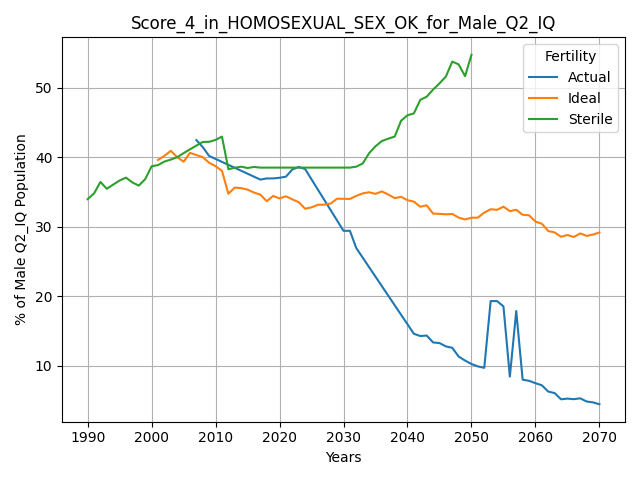 Score_4_in_HOMOSEXUAL_SEX_OK_for_Male_Q2_IQ
Fertility
Actual
Ideal
Sterile
% of Male Q2_IQ Population
50
40
30
20
10
1990 2000 2010 2020 2030 2040 2050 2060 2070
Years